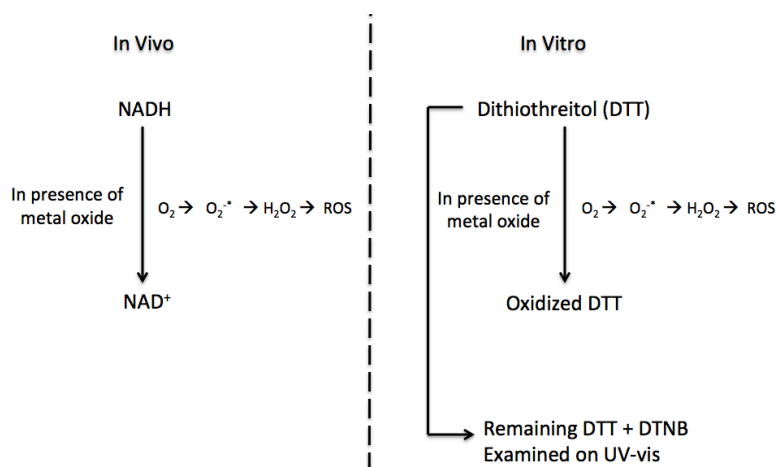 In Vivo
NADH
In presence of
metal oxide
O₂→ O₂⁻* → H₂O₂→ ROS
NAD⁺
In Vitro
Dithiothreitol (DTT)
In presence of
metal oxide
O₂→ O₂⁻* → H₂O₂→ ROS
Oxidized DTT
Remaining DTT + DTNB
Examined on UV-vis